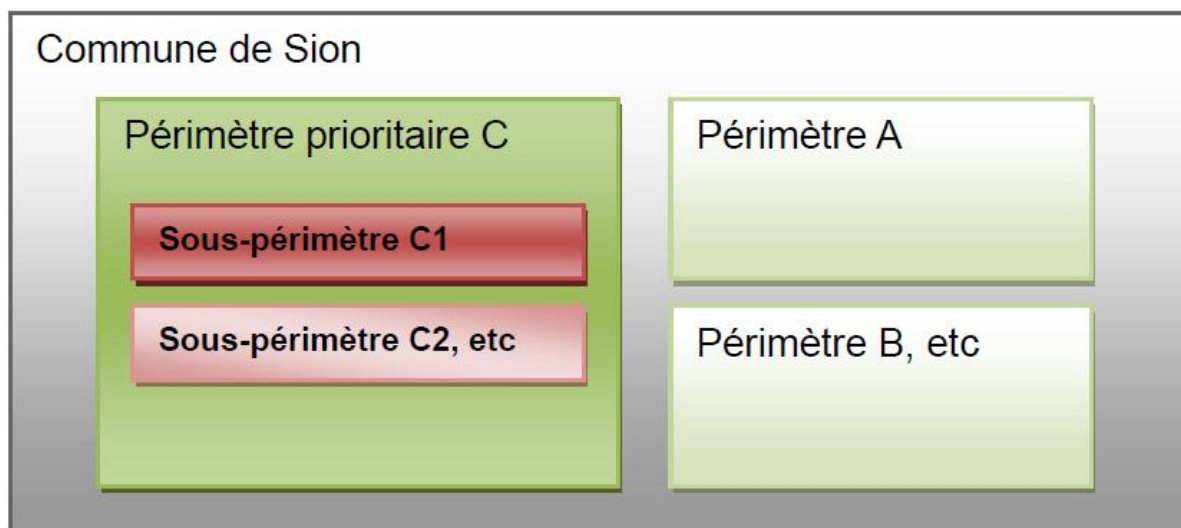 Commune de Sion
Périmètre prioritaire C
Sous-périmètre C1
Sous-périmètre C2, etc
Périmètre A
Périmètre B, etc